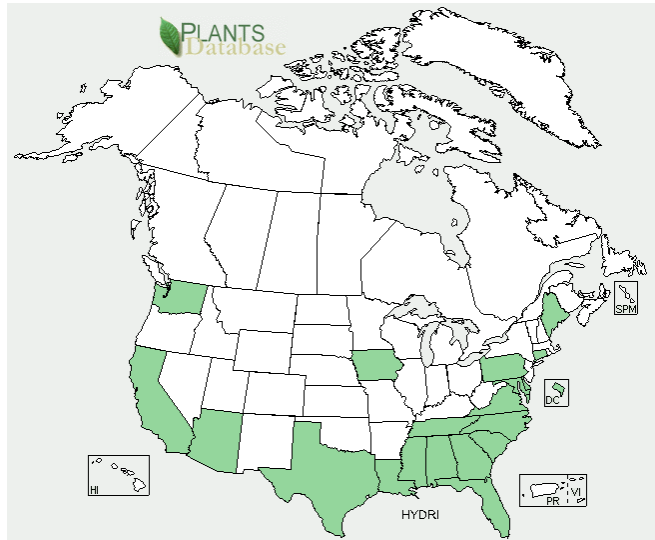 PLANTS
Database
SPM
DC
HI
PR VI
HYDRI